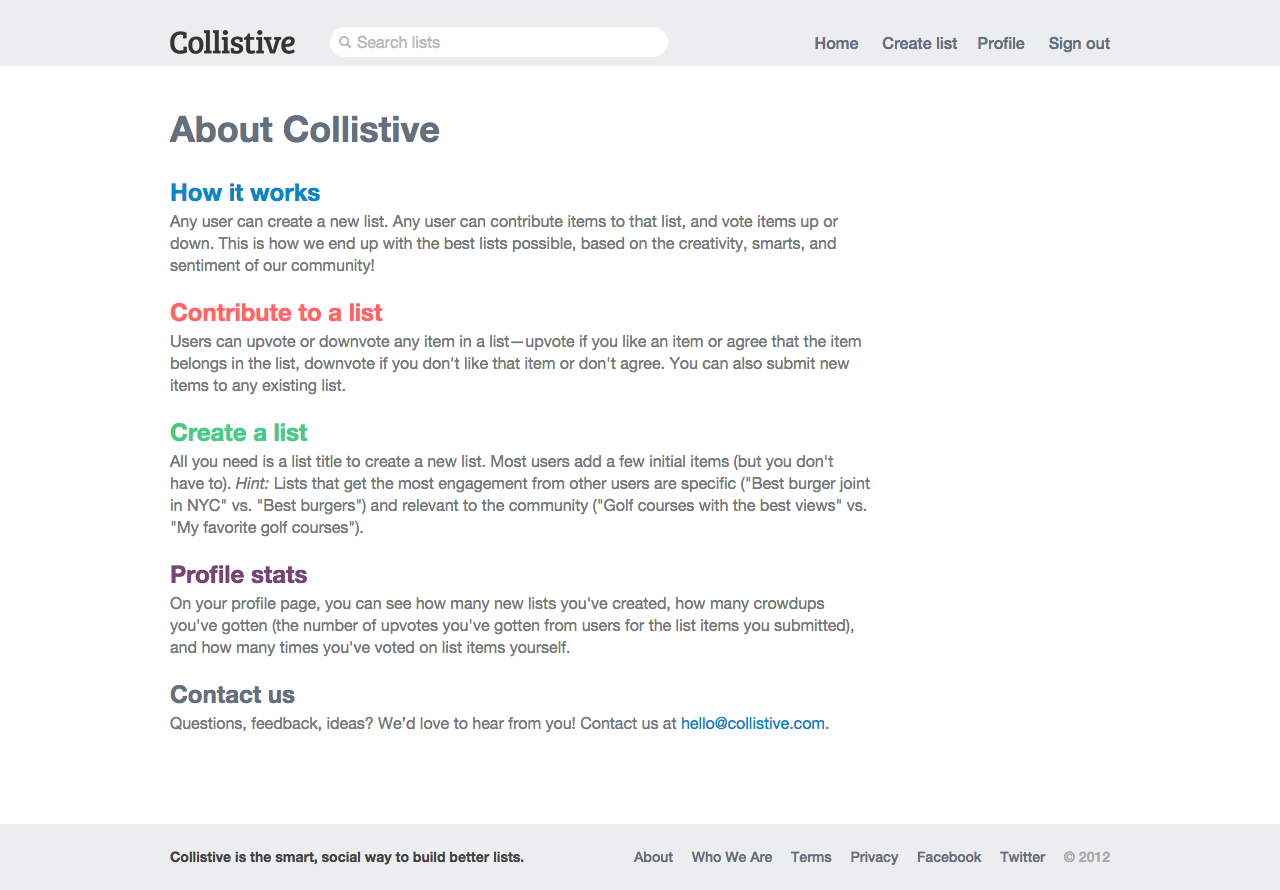 Collistive
Search lists
Home Create list Profile Sign out
About Collistive
How it works
Any user can create a new list. Any user can contribute items to that list, and vote items up or
down. This is how we end up with the best lists possible, based on the creativity, smarts, and
sentiment of our community!
Contribute to a list
Users can upvote or downvote any item in a list—upvote if you like an item or agree that the item
belongs in the list, downvote if you don't like that item or don't agree. You can also submit new
items to any existing list.
Create a list
All you need is a list title to create a new list. Most users add a few initial items (but you don't
have to). Hint: Lists that get the most engagement from other users are specific ("Best burger joint
in NYC" vs. "Best burgers") and relevant to the community ("Golf courses with the best views" vs.
"My favorite golf courses").
Profile stats
On your profile page, you can see how many new lists you've created, how many crowdups
you've gotten (the number of upvotes you've gotten from users for the list items you submitted),
and how many times you've voted on list items yourself.
Contact us
Questions, feedback, ideas? We’d love to hear from you! Contact us at hello@collistive.com.
Collistive is the smart, social way to build better lists.
About Who We Are Terms Privacy Facebook Twitter © 2012